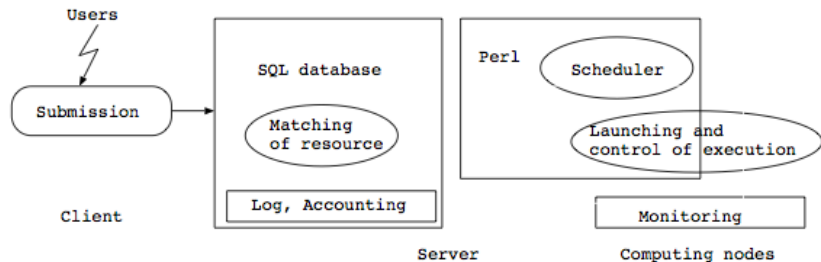 Users
Submission
Client
SQL database
Matching
of resource
Log, Accounting
Server
Perl
Scheduler
Launching and
control of execution
Monitoring
Computing nodes